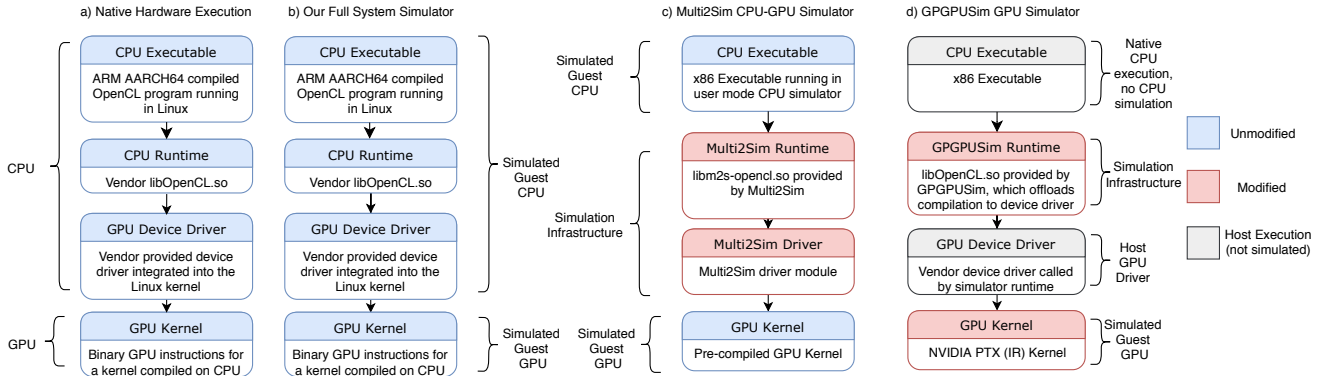 a) Native Hardware Execution
CPU
CPU Executable
ARM AARCH64 compiled
OpenCL program running
in Linux
CPU Runtime
Vendor libOpenCL.so
GPU Device Driver
Vendor provided device
driver integrated into the
Linux kernel
GPU
GPU Kernel
Binary GPU instructions for
a kernel compiled on CPU
b) Our Full System Simulator
CPU Executable
ARM AARCH64 compiled
OpenCL program running
in Linux
CPU Runtime
Vendor libOpenCL.so
GPU Device Driver
Vendor provided device
driver integrated into the
Linux kernel
Simulated
Guest
CPU
GPU Kernel
Binary GPU instructions for
a kernel compiled on CPU
Simulated
Guest
GPU
c) Multi2Sim CPU-GPU Simulator
Simulated
Guest
CPU
CPU Executable
x86 Executable running in
user mode CPU simulator
Simulation
Infrastructure
Multi2Sim Runtime
libm2s-opencl.so provided
by Multi2Sim
Multi2Sim Driver
Multi2Sim driver module
Simulated
Guest
GPU
GPU Kernel
Pre-compiled GPU Kernel
d) GPGPUSim GPU Simulator
CPU Executable
x86 Executable
Native
CPU
execution,
no CPU
simulation
GPGPUSim Runtime
libOpenCL.so provided by
GPGPUSim, which offloads
compilation to device driver
Simulation
Infrastructure
GPU Device Driver
Vendor device driver called
by simulator runtime
Host
GPU
Driver
GPU Kernel
NVIDIA PTX (IR) Kernel
Simulated
Guest
GPU
Unmodified
Modified
Host Execution
(not simulated)